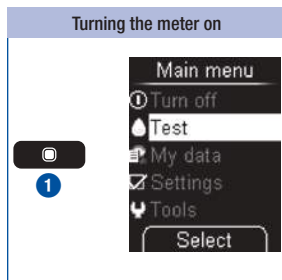 Turning the meter on
Main menu
Turn off
Test
My data
Settings
Tools
Select
1